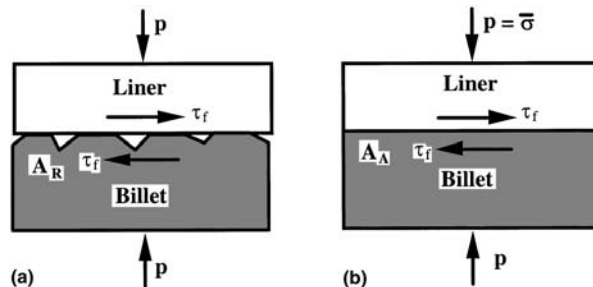 p
Liner
τf
AR
τf
Billet
p
(a)
p = σ̄
Liner
τf
AA
τf
Billet
p
(b)